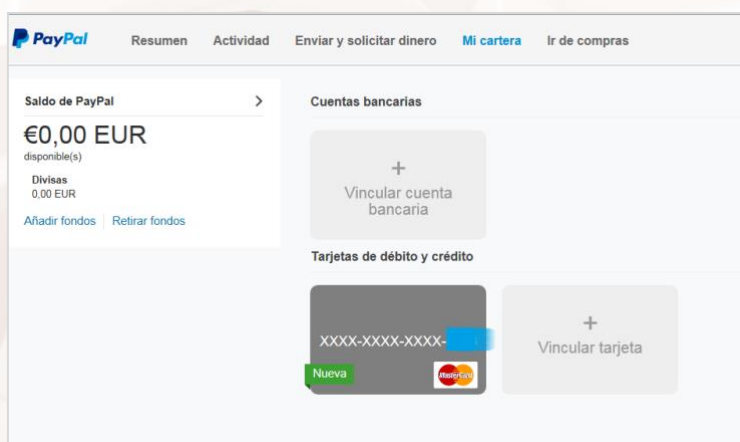 PayPal Resumen Actividad Enviar y solicitar dinero Mi cartera Ir de compras
Saldo de PayPal
€0,00 EUR
disponible(s)
Divisas
0,00 EUR
Añadir fondos Retirar fondos
Cuentas bancarias
+
Vincular cuenta
bancaria
Tarjetas de débito y crédito
XXXX-XXXX-XXXX-
Nueva
MasterCard
+
Vincular tarjeta